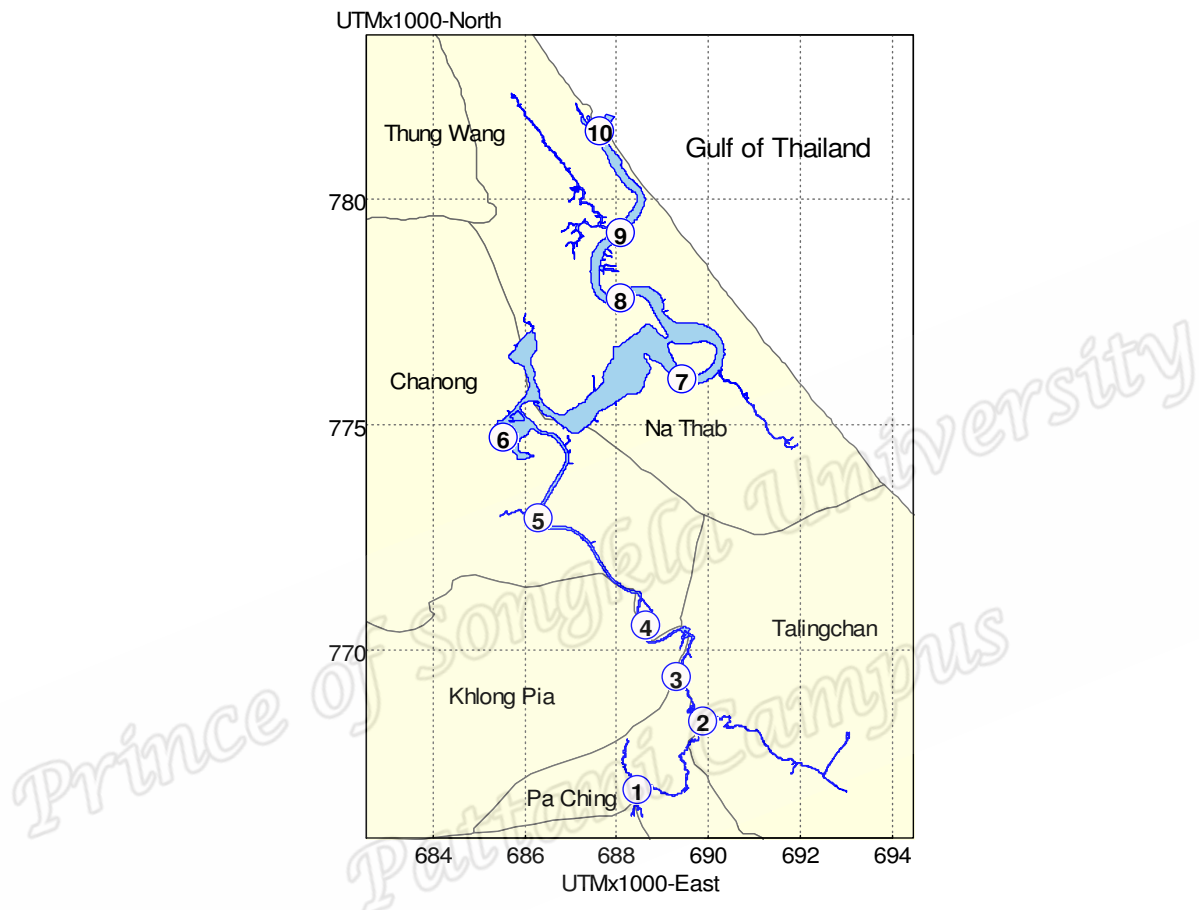 UTMx1000-North
10
Thung Wang
Gulf of Thailand
780
9
8
7
Chanong
775
Na Thab
6
5
4
Talingchan
770
3
Khlong Pia
2
1
Pa Ching
684 686 688 690 692 694
UTMx1000-East
Prince of Songkla University
Pattani Campus